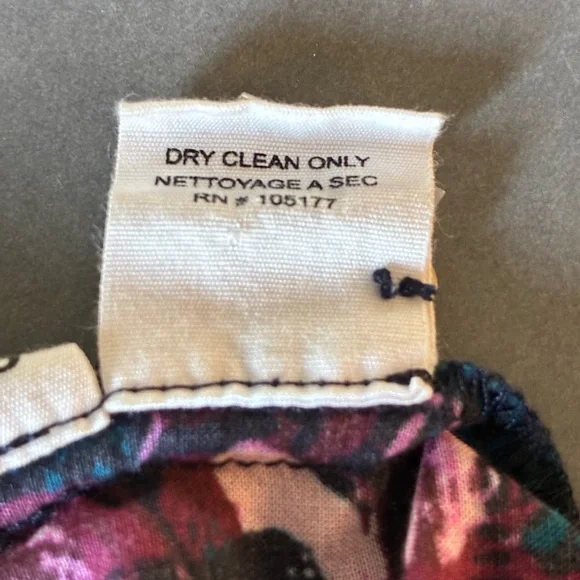 DRY CLEAN ONLY
NETTOYAGE A SEC
RN # 105177